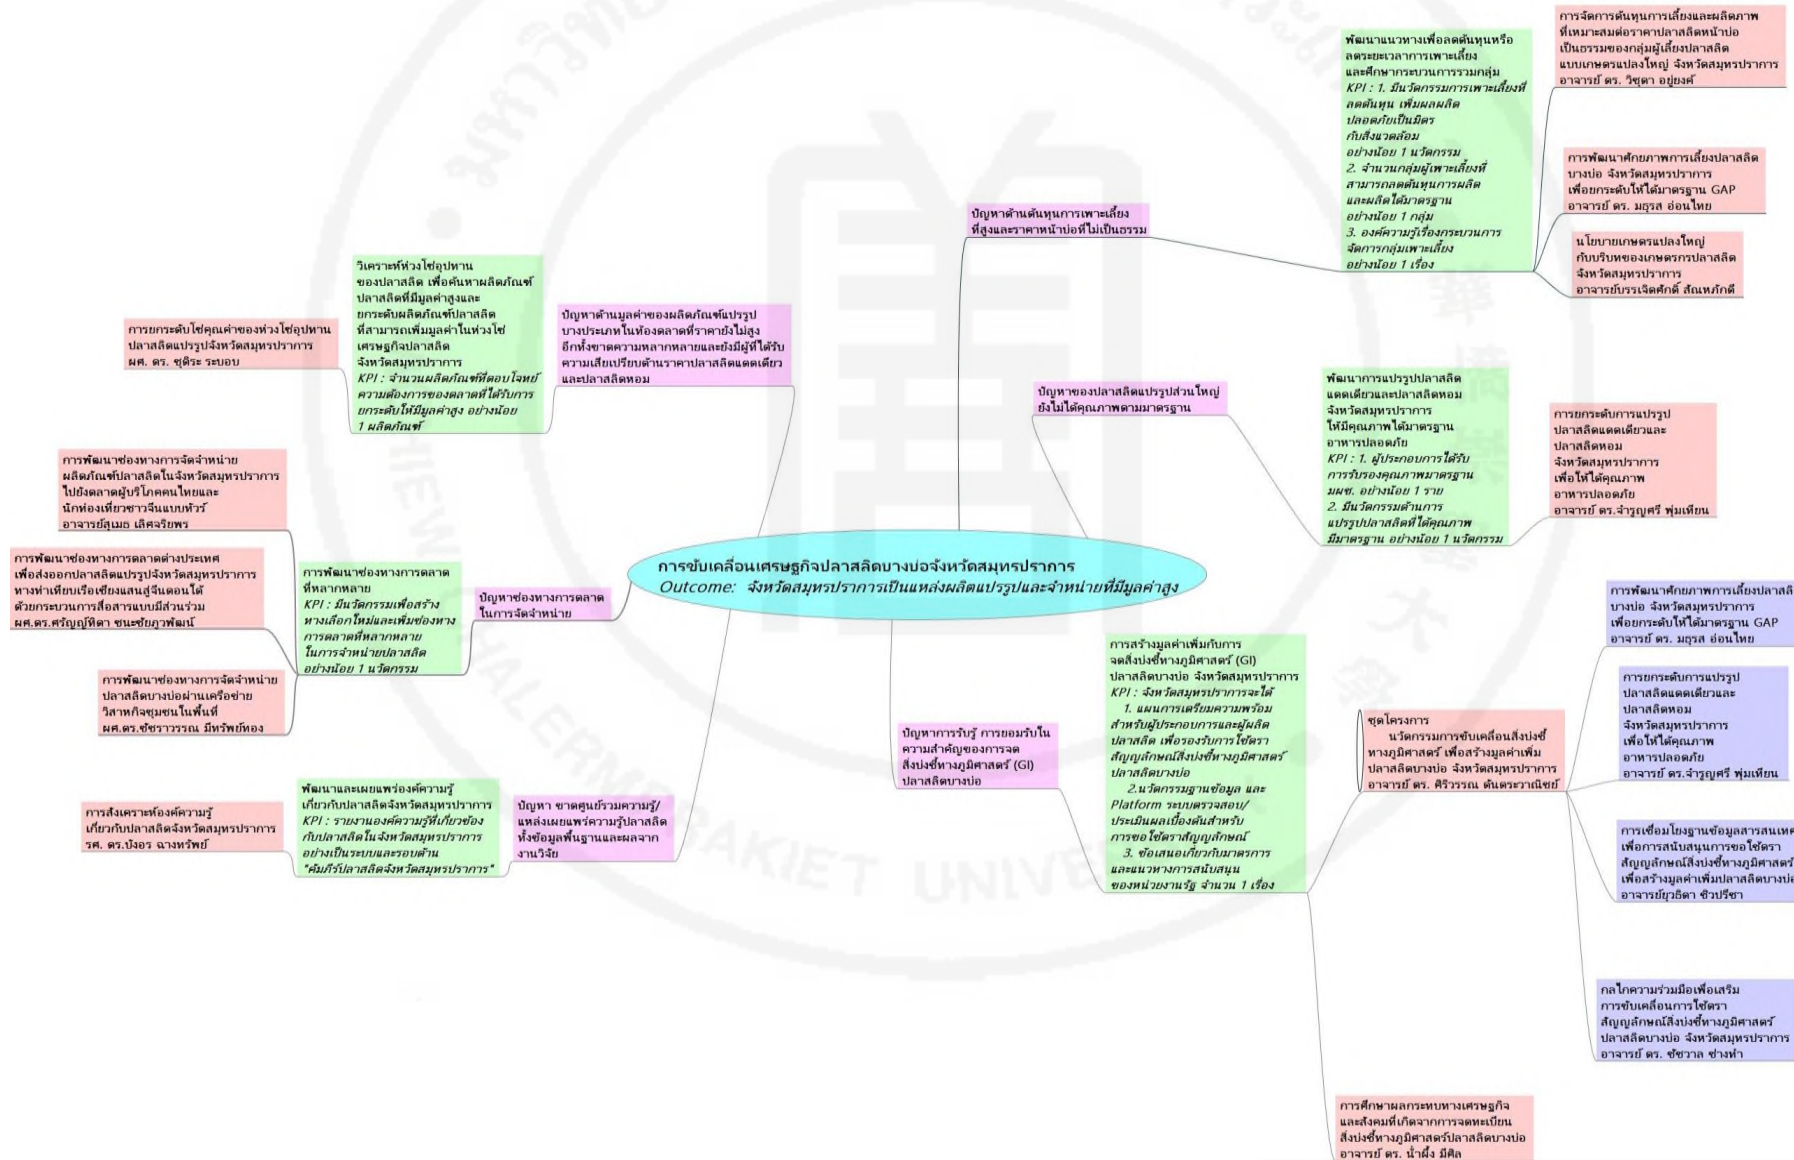 การขับเคลื่อนเศรษฐกิจปลาสลิดบางบ่อจังหวัดสมุทรปราการ
Outcome: จังหวัดสมุทรปราการเป็นแหล่งผลิตแปรรูปและจำหน่ายที่มีมูลค่าสูง
ปัญหาด้านต้นทุนการเพาะเลี้ยง
ที่สูงและราคาหน้าบ่อที่ไม่เป็นธรรม
พัฒนาแนวทางเพื่อลดต้นทุนหรือ
ลดระยะเวลาการเพาะเลี้ยง
และศึกษากระบวนการรวมกลุ่ม
KPI : 1. มีนวัตกรรมการเพาะเลี้ยงที่
ลดต้นทุน เพิ่มผลผลิต
ปลอดภัยเป็นมิตร
กับสิ่งแวดล้อม
อย่างน้อย 1 นวัตกรรม
2. จำนวนกลุ่มผู้เพาะเลี้ยงที่
สามารถลดต้นทุนการผลิต
และผลิตได้มาตรฐาน
อย่างน้อย 1 กลุ่ม
3. องค์ความรู้เรื่องกระบวนการ
จัดการกลุ่มเพาะเลี้ยง
อย่างน้อย 1 เรื่อง
การจัดการต้นทุนการเลี้ยงและผลิตภาพ
ที่เหมาะสมต่อราคาปลาสลิดหน้าบ่อ
เป็นธรรมของกลุ่มผู้เลี้ยงปลาสลิด
แบบเกษตรแปลงใหญ่ จังหวัดสมุทรปราการ
อาจารย์ ดร. วิชุตา อยู่ยงค์
การพัฒนาศักยภาพการเลี้ยงปลาสลิด
บางบ่อ จังหวัดสมุทรปราการ
เพื่อยกระดับให้ได้มาตรฐาน GAP
อาจารย์ ดร. มธุรส อ่อนไทย
นโยบายเกษตรแปลงใหญ่
กับบริบทของเกษตรกรปลาสลิด
จังหวัดสมุทรปราการ
อาจารย์บรรเจิดศักดิ์ สัณหภักดี
ปัญหาของปลาสลิดแปรรูปส่วนใหญ่
ยังไม่ได้คุณภาพตามมาตรฐาน
พัฒนาการแปรรูปปลาสลิด
แดดเดียวและปลาสลิดหอม
จังหวัดสมุทรปราการ
ให้มีคุณภาพได้มาตรฐาน
อาหารปลอดภัย
KPI : 1. ผู้ประกอบการได้รับ
การรับรองคุณภาพมาตรฐาน
มผช. อย่างน้อย 1 ราย
2. มีนวัตกรรมด้านการ
แปรรูปปลาสลิดที่ได้คุณภาพ
มีมาตรฐาน อย่างน้อย 1 นวัตกรรม
การยกระดับการแปรรูป
ปลาสลิดแดดเดียวและ
ปลาสลิดหอม
จังหวัดสมุทรปราการ
เพื่อให้ได้คุณภาพ
อาหารปลอดภัย
อาจารย์ ดร.จำรูญศรี พุ่มเทียน
ปัญหาการรับรู้ การยอมรับใน
ความสำคัญของการจด
สิ่งบ่งชี้ทางภูมิศาสตร์ (GI)
ปลาสลิดบางบ่อ
การสร้างมูลค่าเพิ่มกับการ
จดสิ่งบ่งชี้ทางภูมิศาสตร์ (GI)
ปลาสลิดบางบ่อ จังหวัดสมุทรปราการ
KPI : จังหวัดสมุทรปราการจะได้
1. แผนการเตรียมความพร้อม
สำหรับผู้ประกอบการและผู้ผลิต
ปลาสลิด เพื่อรองรับการใช้ตรา
สัญญลักษณ์สิ่งบ่งชี้ทางภูมิศาสตร์
ปลาสลิดบางบ่อ
2.นวัตกรรมฐานข้อมูล และ
Platform ระบบตรวจสอบ/
ประเมินผลเบื้องต้นสำหรับ
การขอใช้ตราสัญญลักษณ์
3. ข้อเสนอเกี่ยวกับมาตรการ
และแนวทางการสนับสนุน
ของหน่วยงานรัฐ จำนวน 1 เรื่อง
ชุดโครงการ
นวัตกรรมการขับเคลื่อนสิ่งบ่งชี้
ทางภูมิศาสตร์ เพื่อสร้างมูลค่าเพิ่ม
ปลาสลิดบางบ่อ จังหวัดสมุทรปราการ
อาจารย์ ดร. ศิริวรรณ ตันตระวาณิชย์
การพัฒนาศักยภาพการเลี้ยงปลาสลิ
บางบ่อ จังหวัดสมุทรปราการ
เพื่อยกระดับให้ได้มาตรฐาน GAP
อาจารย์ ดร. มธุรส อ่อนไทย
การยกระดับการแปรรูป
ปลาสลิดแดดเดียวและ
ปลาสลิดหอม
จังหวัดสมุทรปราการ
เพื่อให้ได้คุณภาพ
อาหารปลอดภัย
อาจารย์ ดร.จำรูญศรี พุ่มเทียน
การเชื่อมโยงฐานข้อมูลสารสนเทศ
เพื่อการสนับสนุนการขอใช้ตรา
สัญญลักษณ์สิ่งบ่งชี้ทางภูมิศาสตร์
เพื่อสร้างมูลค่าเพิ่มปลาสลิดบางบ่อ
อาจารย์ยุวธิดา ชิวปรีชา
กลไกความร่วมมือเพื่อเสริม
การขับเคลื่อนการใช้ตรา
สัญญลักษณ์สิ่งบ่งชี้ทางภูมิศาสตร์
ปลาสลิดบางบ่อ จังหวัดสมุทรปราการ
อาจารย์ ดร. ชัชวาล ช่างทำ
การศึกษาผลกระทบทางเศรษฐกิจ
และสังคมที่เกิดจากการจดทะเบียน
สิ่งบ่งชี้ทางภูมิศาสตร์ปลาสลิดบางบ่อ
อาจารย์ ดร. น้ำผึ้ง มีศิล
ปัญหาด้านมูลค่าของผลิตภัณฑ์แปรรูป
บางประเภทในท้องตลาดที่ราคายังไม่สูง
อีกทั้งขาดความหลากหลายและยังมีผู้ที่ได้รับ
ความเสียเปรียบด้านราคาปลาสลิดแดดเดียว
และปลาสลิดหอม
วิเคราะห์ห่วงโซ่อุปทาน
ของปลาสลิด เพื่อค้นหาผลิตภัณฑ์
ปลาสลิดที่มีมูลค่าสูงและ
ยกระดับผลิตภัณฑ์ปลาสลิด
ที่สามารถเพิ่มมูลค่าในห่วงโซ่
เศรษฐกิจปลาสลิด
จังหวัดสมุทรปราการ
KPI : จำนวนผลิตภัณฑ์ที่ตอบโจทย์
ความต้องการของตลาดที่ได้รับการ
ยกระดับให้มีมูลค่าสูง อย่างน้อย
1 ผลิตภัณฑ์
การยกระดับโซ่คุณค่าของห่วงโซ่อุปทาน
ปลาสลิดแปรรูปจังหวัดสมุทรปราการ
ผศ. ดร. ชุติระ ระบอบ
ปัญหาช่องทางการตลาด
ในการจัดจำหน่าย
การพัฒนาช่องทางการตลาด
ที่หลากหลาย
KPI : มีนวัตกรรมเพื่อสร้าง
ทางเลือกใหม่และเพิ่มช่องทาง
การตลาดที่หลากหลาย
ในการจำหน่ายปลาสลิด
อย่างน้อย 1 นวัตกรรม
การพัฒนาช่องทางการจัดจำหน่าย
ผลิตภัณฑ์ปลาสลิดในจังหวัดสมุทรปราการ
ไปยังตลาดผู้บริโภคคนไทยและ
นักท่องเที่ยวชาวจีนแบบทัวร์
อาจารย์สุเมธ เลิศจริยพร
การพัฒนาช่องทางการตลาดต่างประเทศ
เพื่อส่งออกปลาสลิดแปรรูปจังหวัดสมุทรปราการ
ทางท่าเทียบเรือเชียงแสนสู่จีนตอนใต้
ด้วยกระบวนการสื่อสารแบบมีส่วนร่วม
ผศ.ดร.ศรัญญ์ทิตา ชนะชัยภูวพัฒน์
การพัฒนาช่องทางการจัดจำหน่าย
ปลาสลิดบางบ่อผ่านเครือข่าย
วิสาหกิจชุมชนในพื้นที่
ผศ.ดร.ชัชราวรรณ มีทรัพย์ทอง
ปัญหา ขาดศูนย์รวมความรู้/
แหล่งเผยแพร่ความรู้ปลาสลิด
ทั้งข้อมูลพื้นฐานและผลจาก
งานวิจัย
พัฒนาและเผยแพร่องค์ความรู้
เกี่ยวกับปลาสลิดจังหวัดสมุทรปราการ
KPI : รายงานองค์ความรู้ที่เกี่ยวข้อง
กับปลาสลิดในจังหวัดสมุทรปราการ
อย่างเป็นระบบและรอบด้าน
"คัมภีร์ปลาสลิดจังหวัดสมุทรปราการ"
การสังเคราะห์องค์ความรู้
เกี่ยวกับปลาสลิดจังหวัดสมุทรปราการ
รศ. ดร.บังอร ฉางทรัพย์